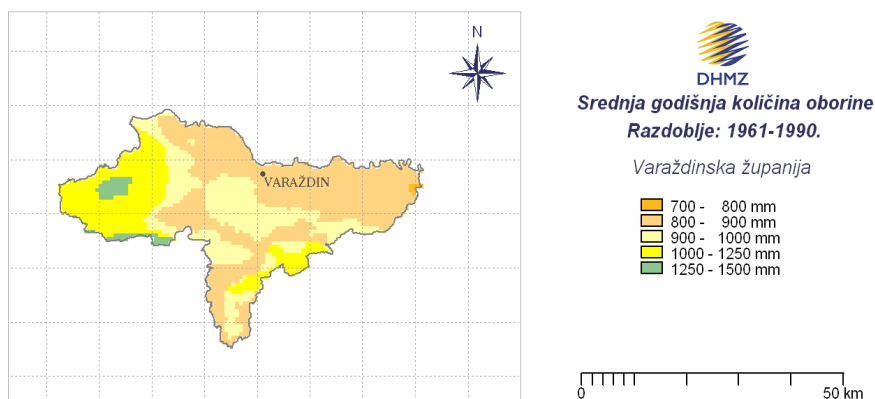 N
VARAŽDIN
DHMZ
Srednja godišnja količina oborine
Razdoblje: 1961-1990.
Varaždinska županija
700 - 800 mm
800 - 900 mm
900 - 1000 mm
1000 - 1250 mm
1250 - 1500 mm
0 50 km